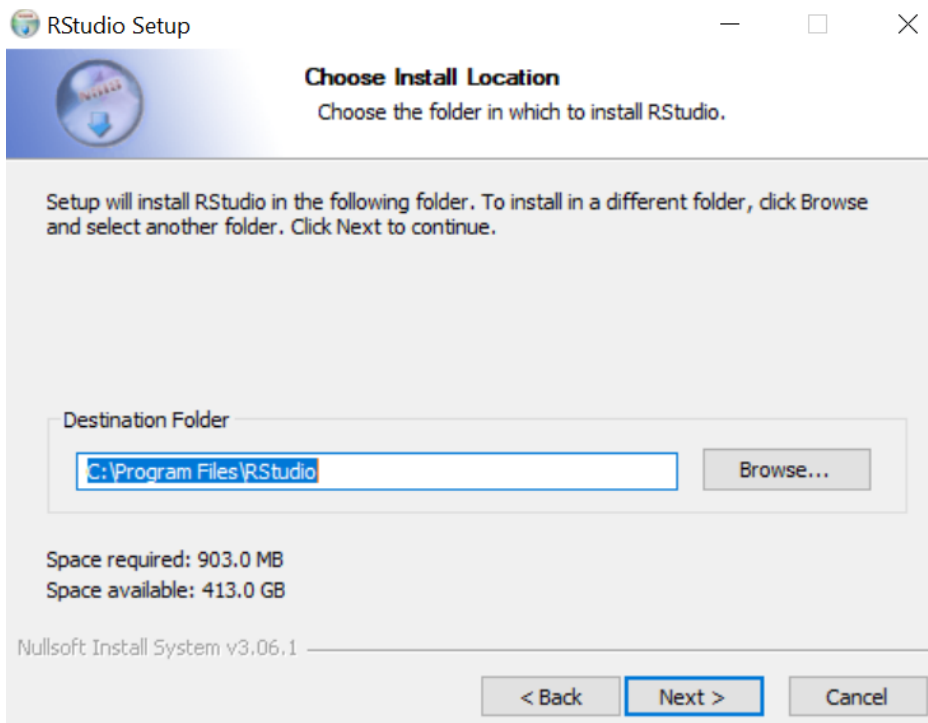 RStudio Setup
Choose Install Location
Choose the folder in which to install RStudio.
Setup will install RStudio in the following folder. To install in a different folder, click Browse
and select another folder. Click Next to continue.
Destination Folder
C:\Program Files\RStudio
Browse...
Space required: 903.0 MB
Space available: 413.0 GB
Nullsoft Install System v3.06.1
< Back
Next >
Cancel